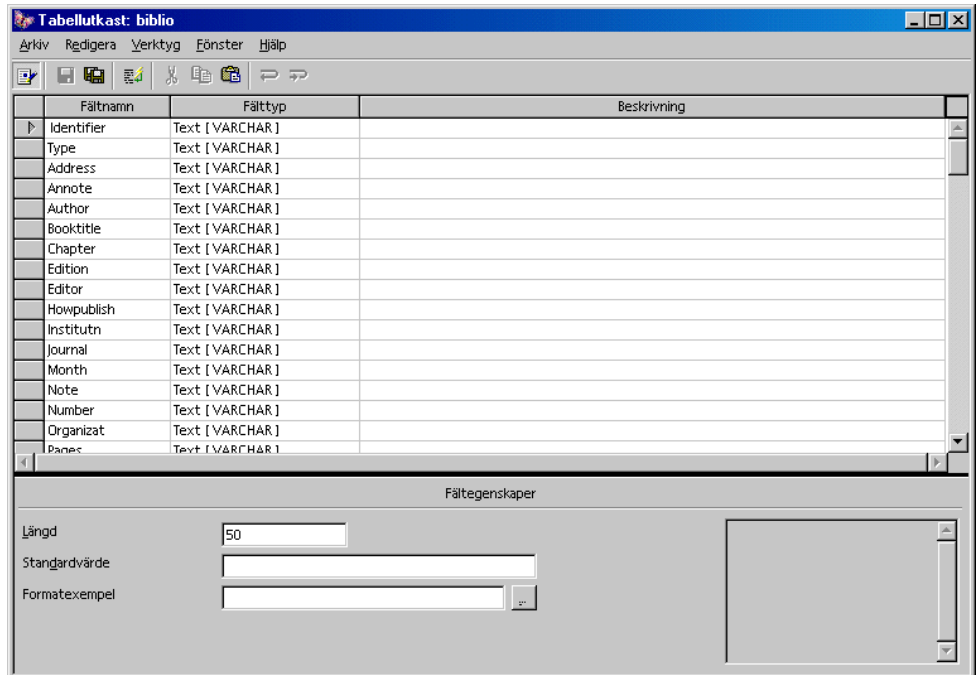 Tabellutkast: biblio
Arkiv Redigera Verktyg Fönster Hjälp
Fältnamn Fälttyp Beskrivning
Identifier Text [ VARCHAR ]
Type Text [ VARCHAR ]
Address Text [ VARCHAR ]
Annote Text [ VARCHAR ]
Author Text [ VARCHAR ]
Booktitle Text [ VARCHAR ]
Chapter Text [ VARCHAR ]
Edition Text [ VARCHAR ]
Editor Text [ VARCHAR ]
Howpublish Text [ VARCHAR ]
Institutn Text [ VARCHAR ]
Journal Text [ VARCHAR ]
Month Text [ VARCHAR ]
Note Text [ VARCHAR ]
Number Text [ VARCHAR ]
Organizat Text [ VARCHAR ]
Pages Text [ VARCHAR ]
Fältegenskaper
Längd 50
Standardvärde
Formatexempel ...